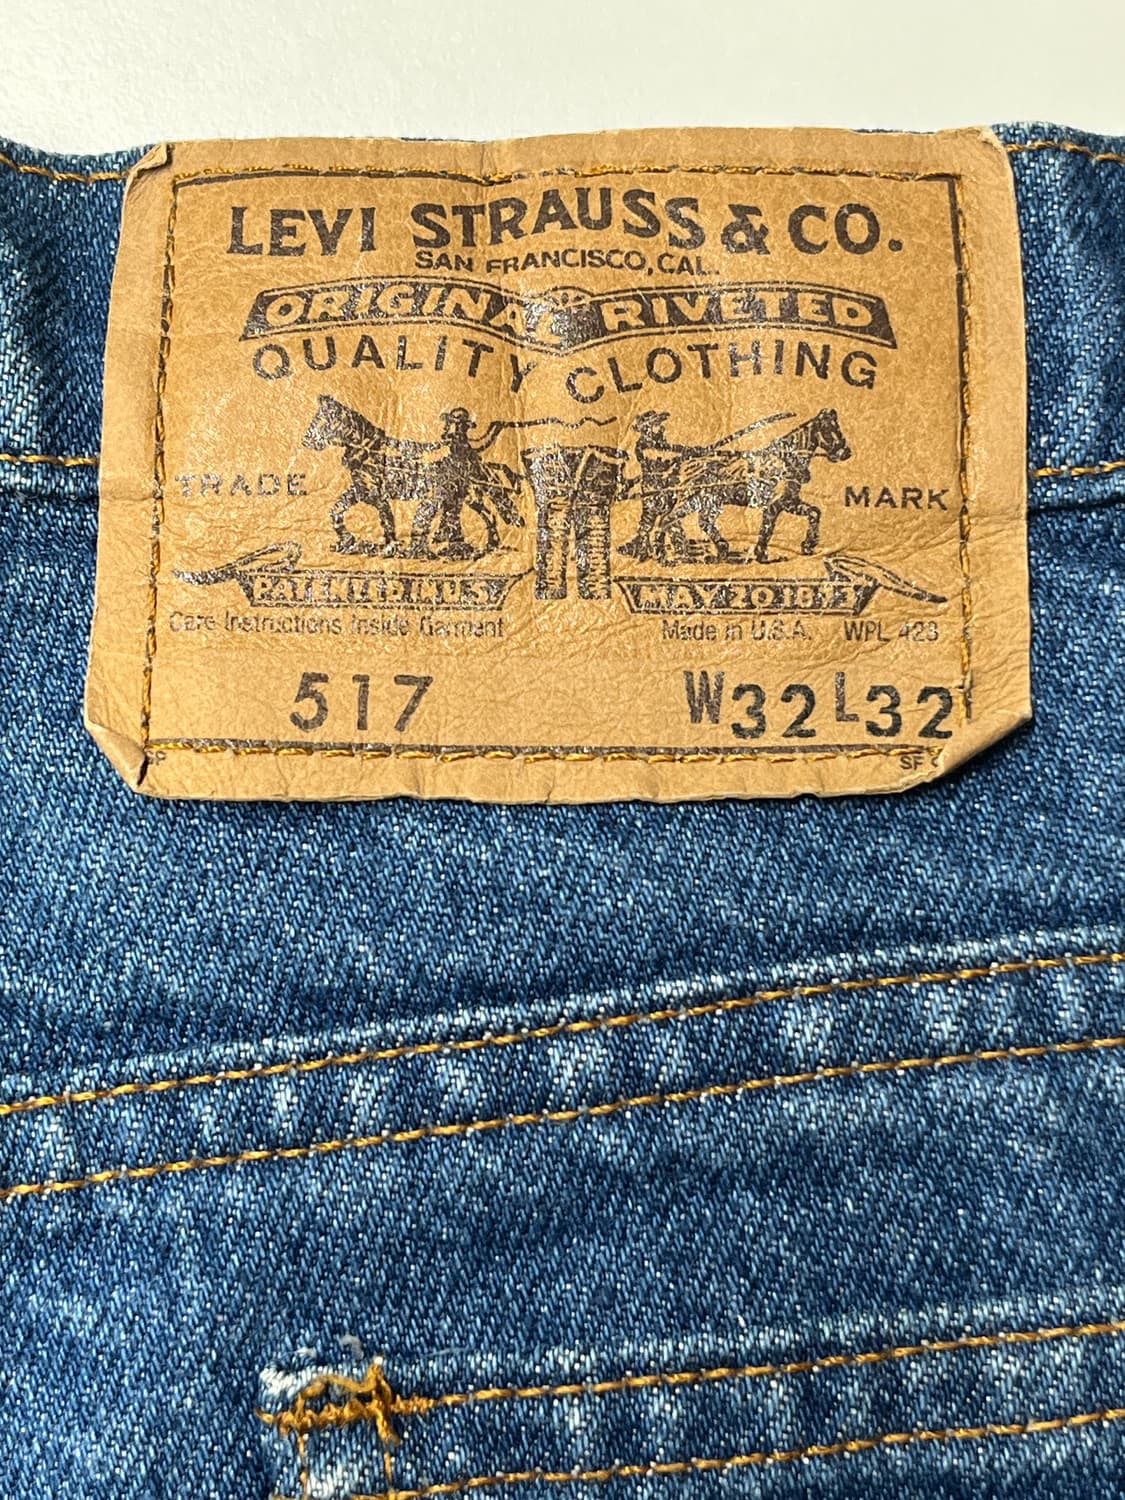 LEVI STRAUSS & CO.
SAN FRANCISCO, CAL.
ORIGINAL RIVETED
QUALITY CLOTHING
TRADE MARK
PATENTED IN U.S. MAY 20 1873
Care Instructions Inside Garment Made in U.S.A. WPL 423
517 W32 L32
SF